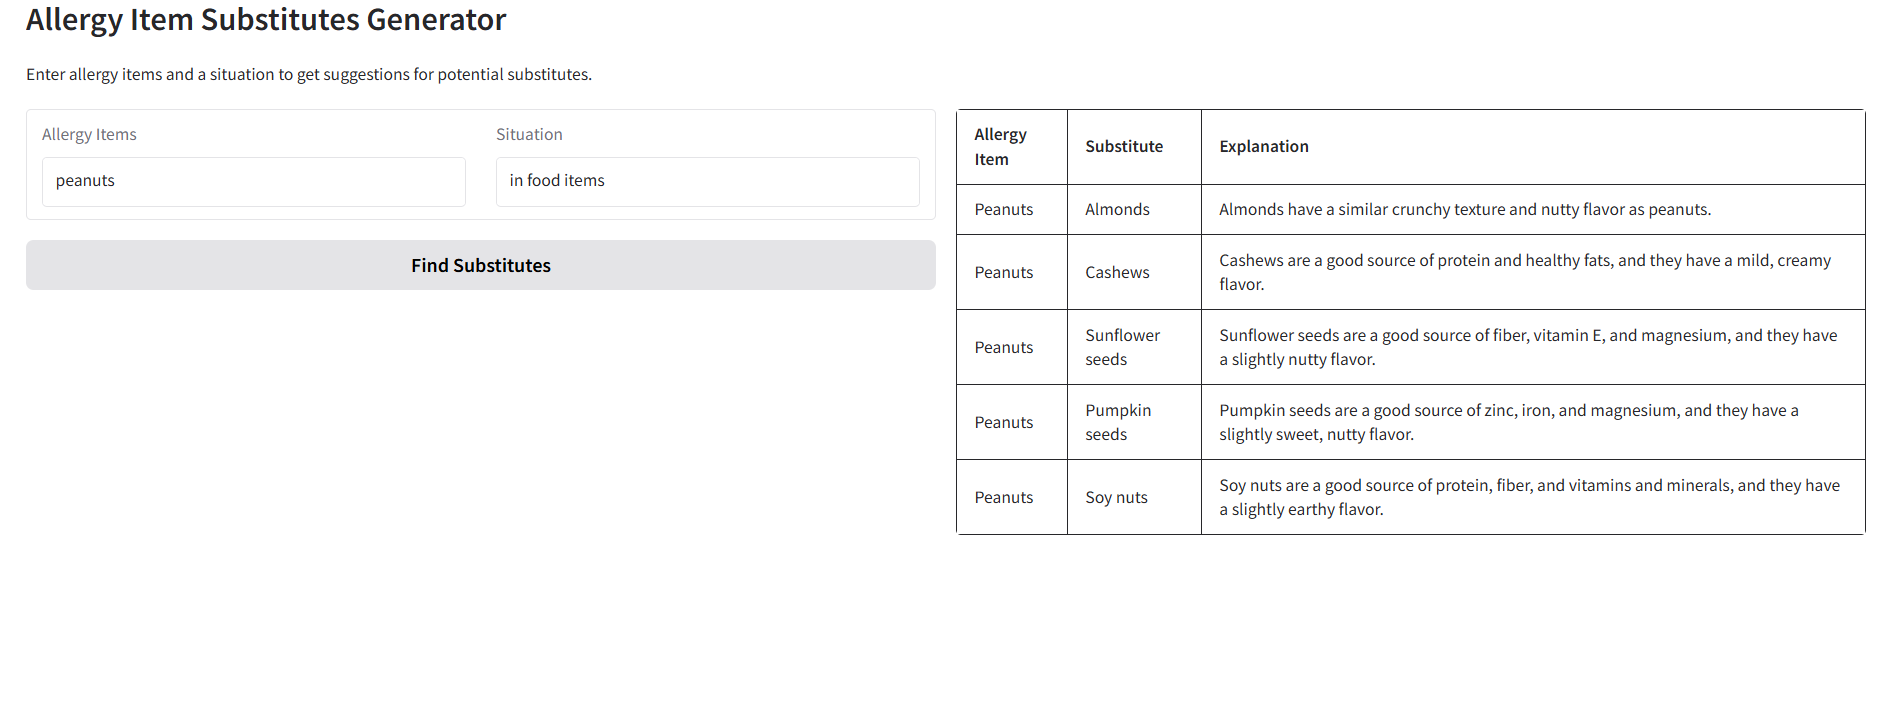 Allergy Item Substitutes Generator
Enter allergy items and a situation to get suggestions for potential substitutes.
Allergy Items
peanuts
Situation
in food items
Find Substitutes
Allergy
Item
Substitute
Explanation
Peanuts
Almonds
Almonds have a similar crunchy texture and nutty flavor as peanuts.
Peanuts
Cashews
Cashews are a good source of protein and healthy fats, and they have a mild, creamy
flavor.
Peanuts
Sunflower
seeds
Sunflower seeds are a good source of fiber, vitamin E, and magnesium, and they have
a slightly nutty flavor.
Peanuts
Pumpkin
seeds
Pumpkin seeds are a good source of zinc, iron, and magnesium, and they have a
slightly sweet, nutty flavor.
Peanuts
Soy nuts
Soy nuts are a good source of protein, fiber, and vitamins and minerals, and they have
a slightly earthy flavor.